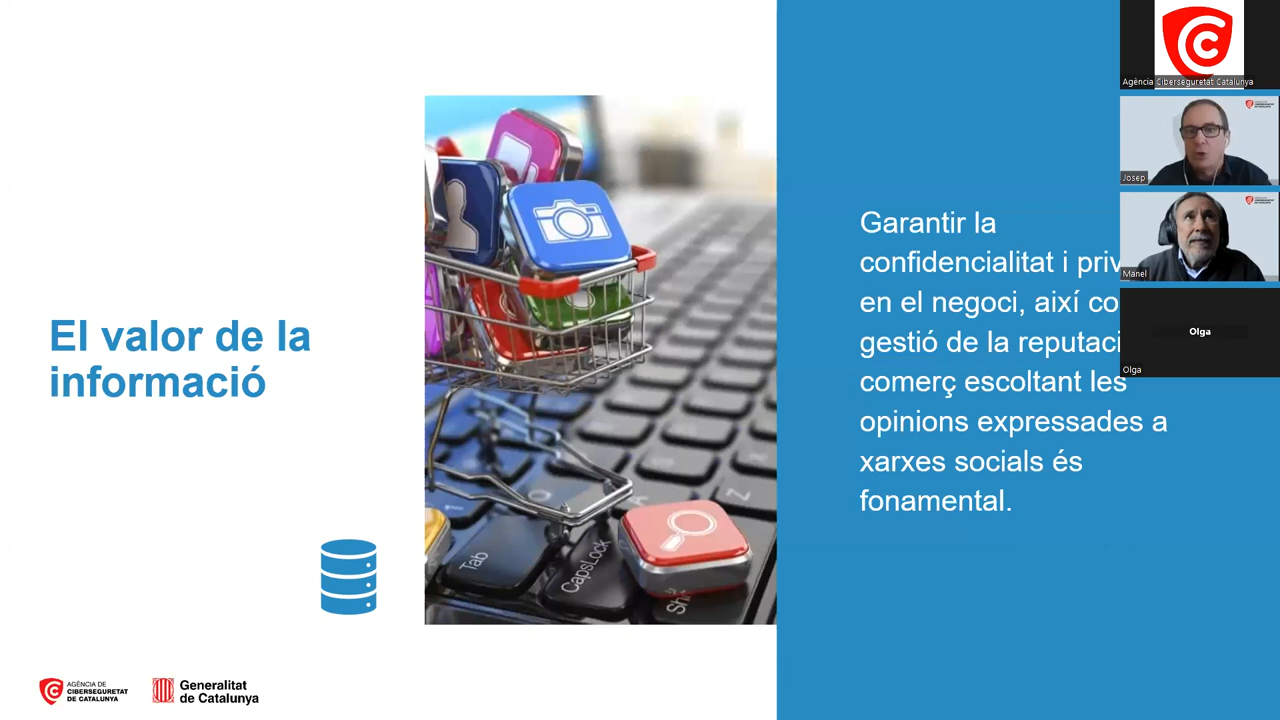 El valor de la
informació
Garantir la
confidencialitat i priv
en el negoci, així co
gestió de la reputaci
comerç escoltant les
opinions expressades a
xarxes socials és
fonamental.
Tab
CapsLock
Z
AGÈNCIA DE
CIBERSEGURETAT
DE CATALUNYA
Generalitat
de Catalunya
Agència Ciberseguretat Catalunya
Josep
Manel
Olga
Olga